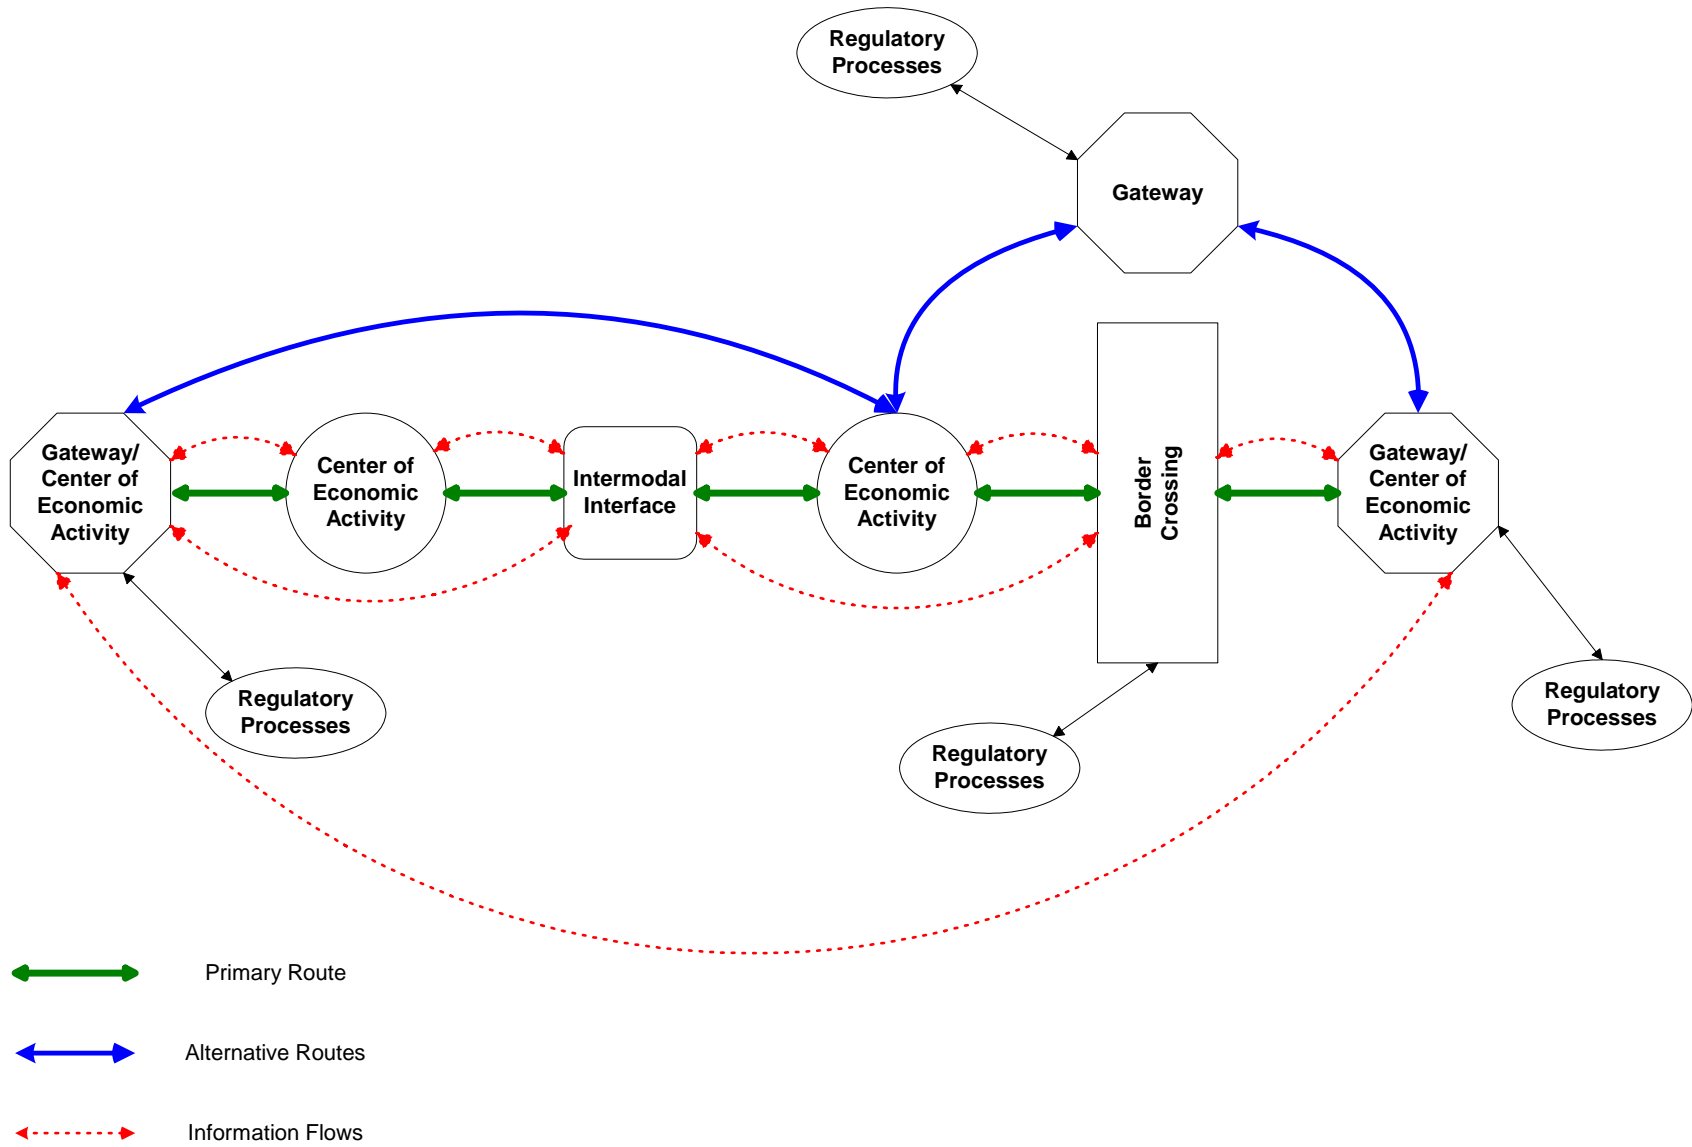 Regulatory
Processes
Gateway
Gateway/
Center of
Economic
Activity
Center of
Economic
Activity
Intermodal
Interface
Center of
Economic
Activity
Border
Crossing
Gateway/
Center of
Economic
Activity
Regulatory
Processes
Regulatory
Processes
Regulatory
Processes
Primary Route
Alternative Routes
Information Flows